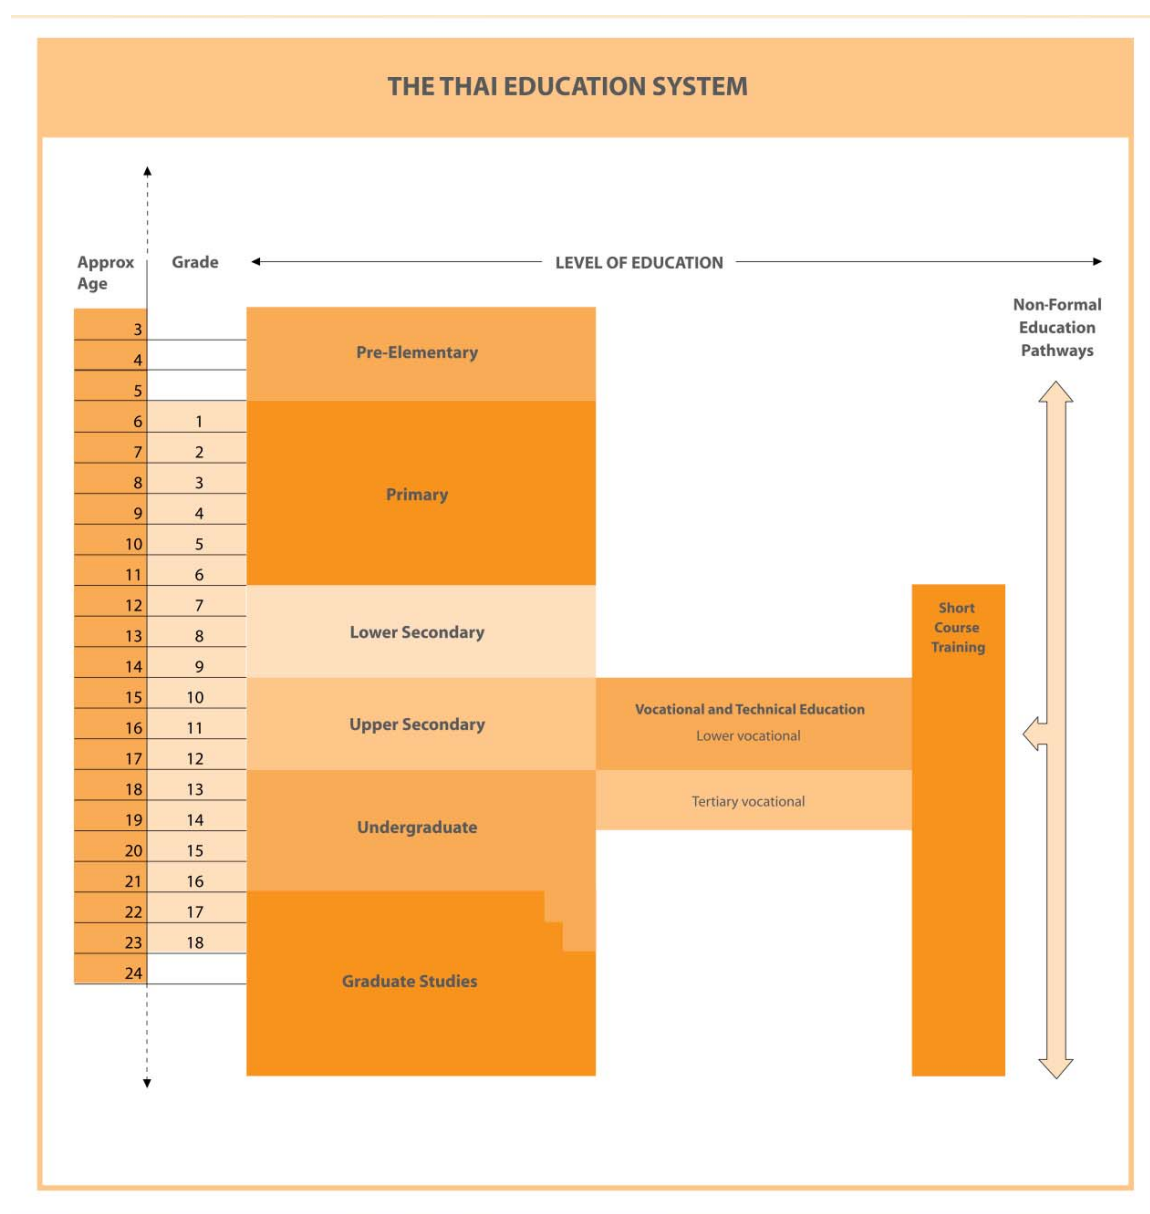 THE THAI EDUCATION SYSTEM
Approx
Age
Grade
LEVEL OF EDUCATION
Non-Formal
Education
Pathways
3
4
5
Pre-Elementary
6 1
7 2
8 3
9 4
10 5
11 6
Primary
12 7
13 8
14 9
Lower Secondary
Short
Course
Training
15 10
16 11
17 12
Upper Secondary
Vocational and Technical Education
Lower vocational
18 13
19 14
20 15
21 16
Undergraduate
Tertiary vocational
22 17
23 18
24
Graduate Studies